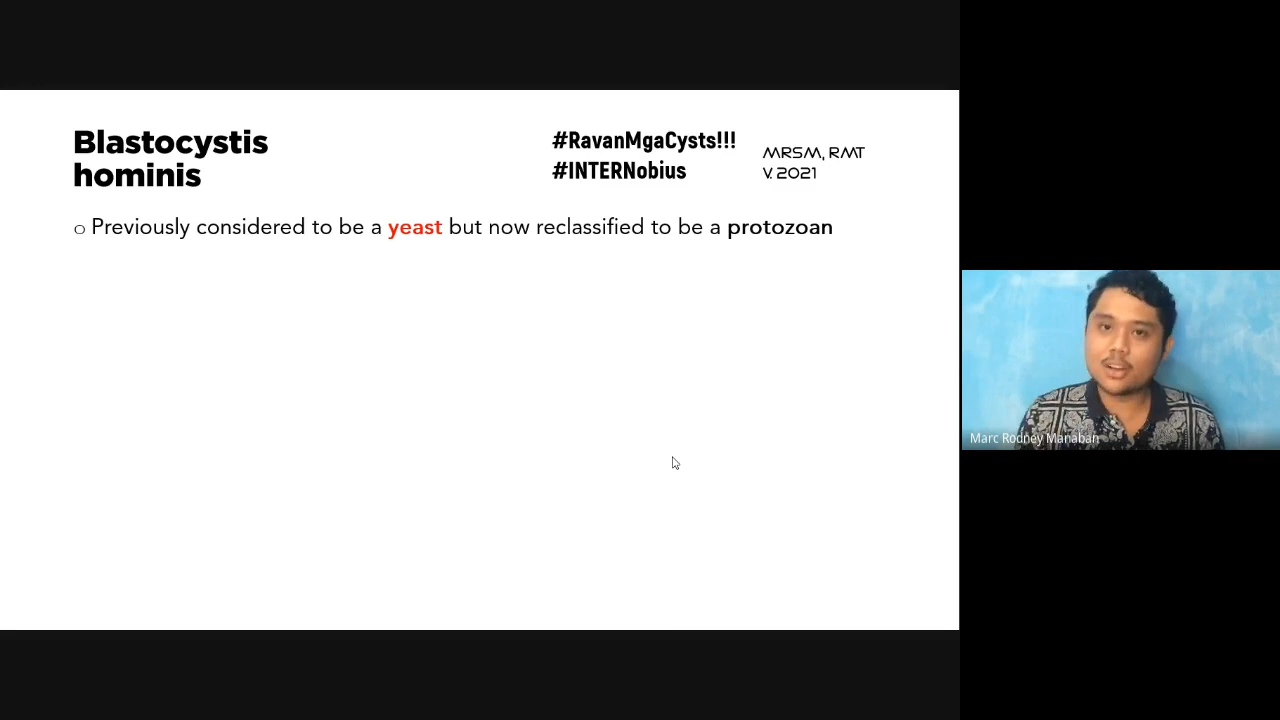 Blastocystis
hominis
#RavanMgaCysts!!!
#INTERNobius
MRSM, RMT
V. 2021
o Previously considered to be a yeast but now reclassified to be a protozoan
Marc Rodney Manaban